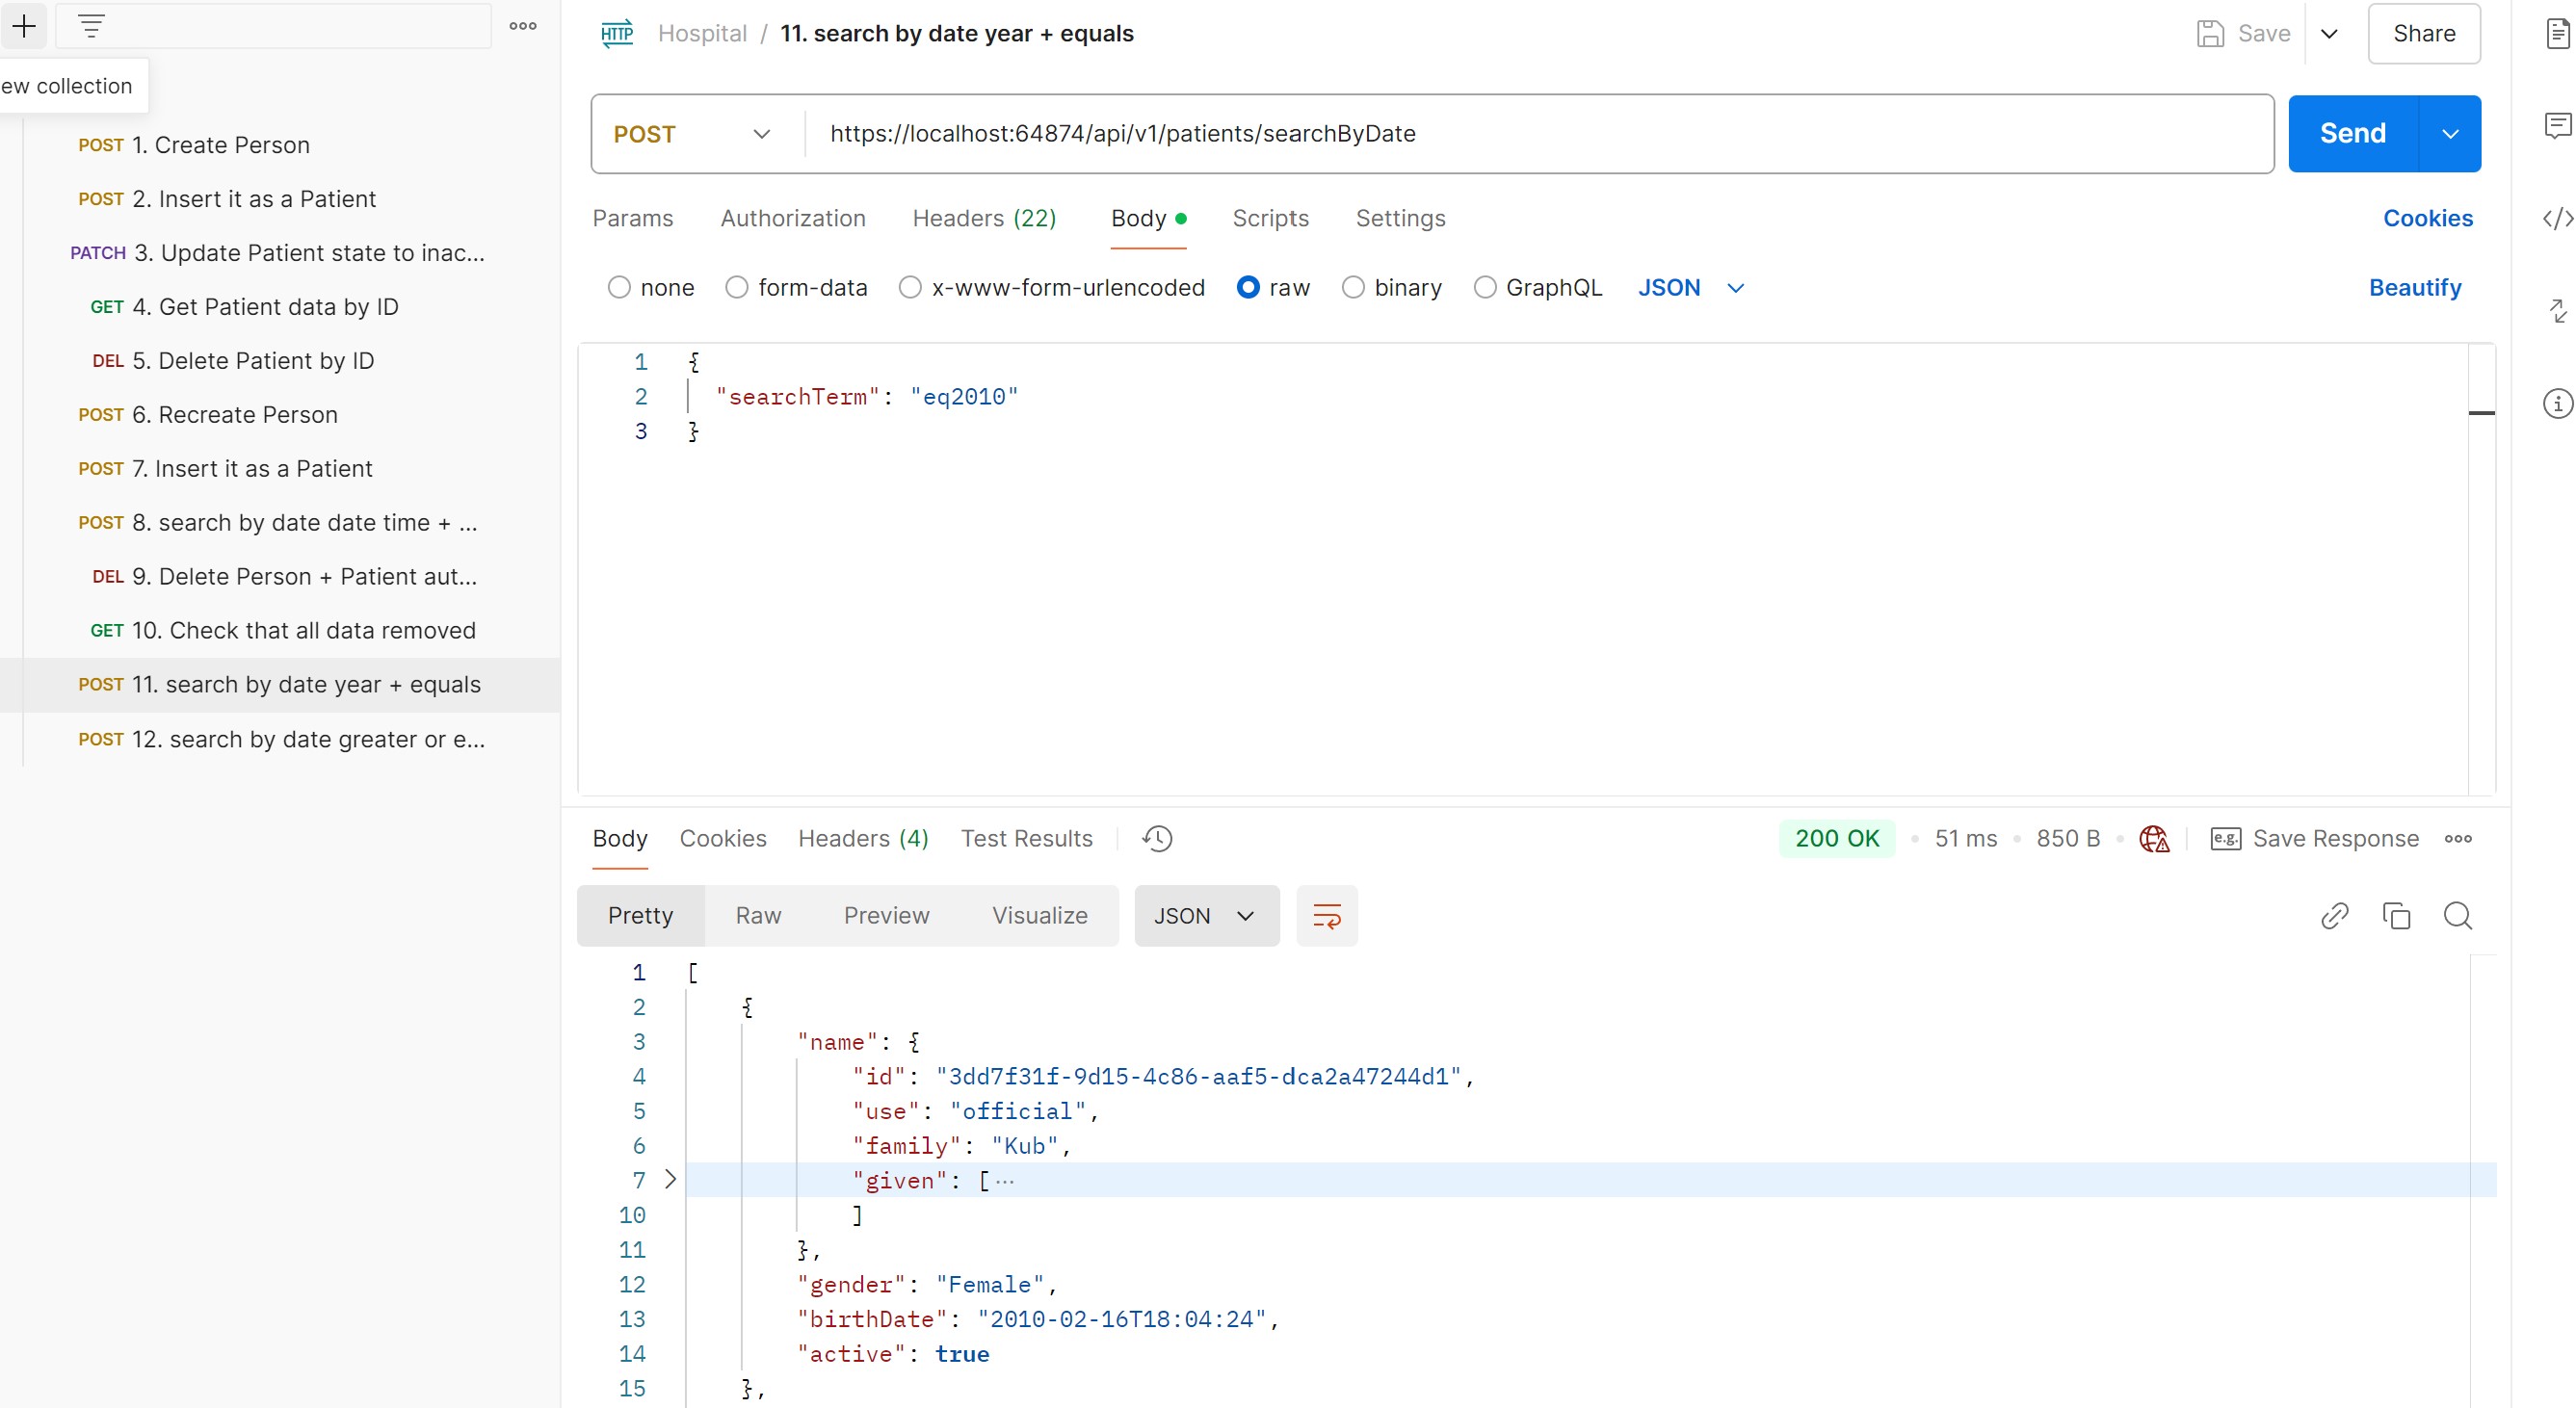 ew collection
POST 1. Create Person
POST 2. Insert it as a Patient
PATCH 3. Update Patient state to inac...
GET 4. Get Patient data by ID
DEL 5. Delete Patient by ID
POST 6. Recreate Person
POST 7. Insert it as a Patient
POST 8. search by date date time + ...
DEL 9. Delete Person + Patient aut...
GET 10. Check that all data removed
POST 11. search by date year + equals
POST 12. search by date greater or e...
HTTP Hospital / 11. search by date year + equals Save Share
POST https://localhost:64874/api/v1/patients/searchByDate Send
Params Authorization Headers (22) Body Scripts Settings Cookies
none form-data x-www-form-urlencoded raw binary GraphQL JSON Beautify
1 {
2 "searchTerm": "eq2010"
3 }
Body Cookies Headers (4) Test Results 200 OK • 51 ms • 850 B • e.g. Save Response
Pretty Raw Preview Visualize JSON
1 [
2 {
3 "name": {
4 "id": "3dd7f31f-9d15-4c86-aaf5-dca2a47244d1",
5 "use": "official",
6 "family": "Kub",
7 "given": [ ...
10 ]
11 },
12 "gender": "Female",
13 "birthDate": "2010-02-16T18:04:24",
14 "active": true
15 },